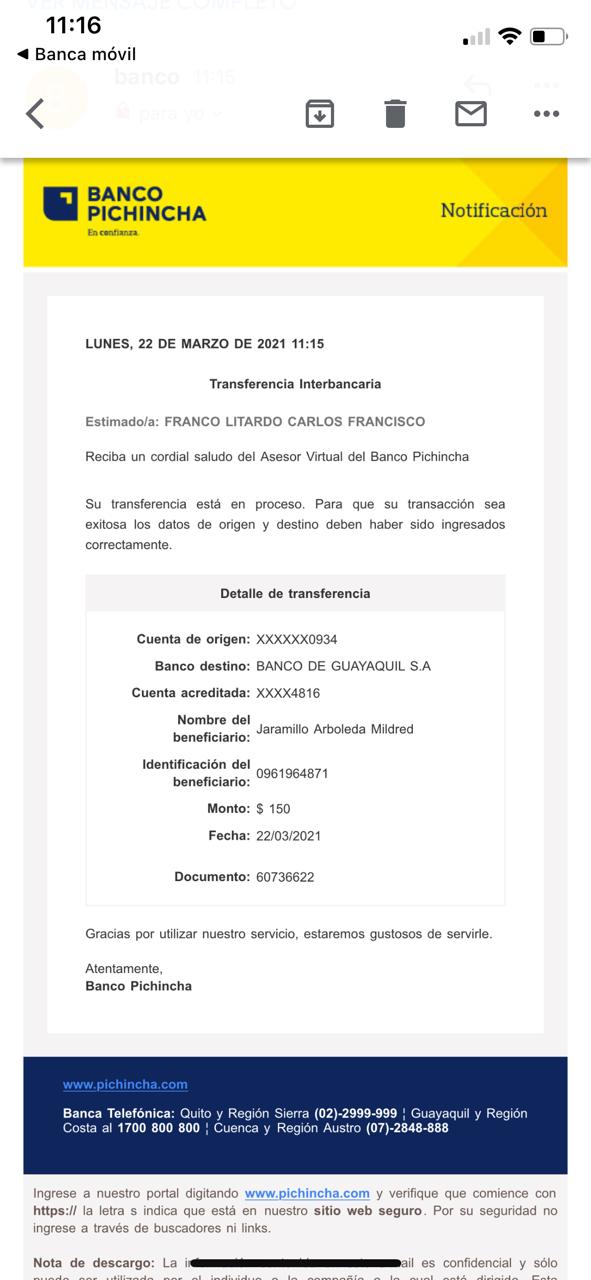 VER MENSAJE COMPLETO
11:16
Banca móvil
banco 11:15
para yo
BANCO
PICHINCHA
En confianza.
Notificación
LUNES, 22 DE MARZO DE 2021 11:15
Transferencia Interbancaria
Estimado/a: FRANCO LITARDO CARLOS FRANCISCO
Reciba un cordial saludo del Asesor Virtual del Banco Pichincha
Su transferencia está en proceso. Para que su transacción sea
exitosa los datos de origen y destino deben haber sido ingresados
correctamente.
Detalle de transferencia
Cuenta de origen: XXXXXX0934
Banco destino: BANCO DE GUAYAQUIL S.A
Cuenta acreditada: XXXX4816
Nombre del
beneficiario: Jaramillo Arboleda Mildred
Identificación del
beneficiario: 0961964871
Monto: $ 150
Fecha: 22/03/2021
Documento: 60736622
Gracias por utilizar nuestro servicio, estaremos gustosos de servirle.
Atentamente,
Banco Pichincha
www.pichincha.com
Banca Telefónica: Quito y Región Sierra (02)-2999-999 ¦ Guayaquil y Región
Costa al 1700 800 800 ¦ Cuenca y Región Austro (07)-2848-888
Ingrese a nuestro portal digitando www.pichincha.com y verifique que comience con
https:// la letra s indica que está en nuestro sitio web seguro. Por su seguridad no
ingrese a través de buscadores ni links.
Nota de descargo: La es confidencial y sólo